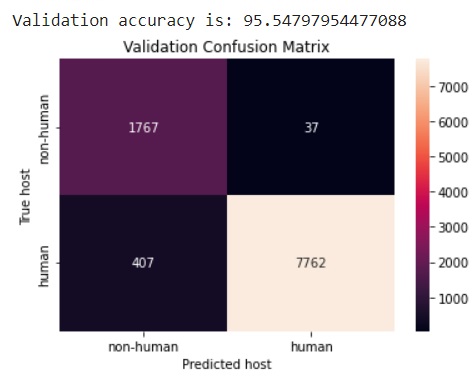 Validation accuracy is: 95.54797954477088
Validation Confusion Matrix
non-human
1767
37
human
407
7762
True host
non-human
human
Predicted host
7000
6000
5000
4000
3000
2000
1000